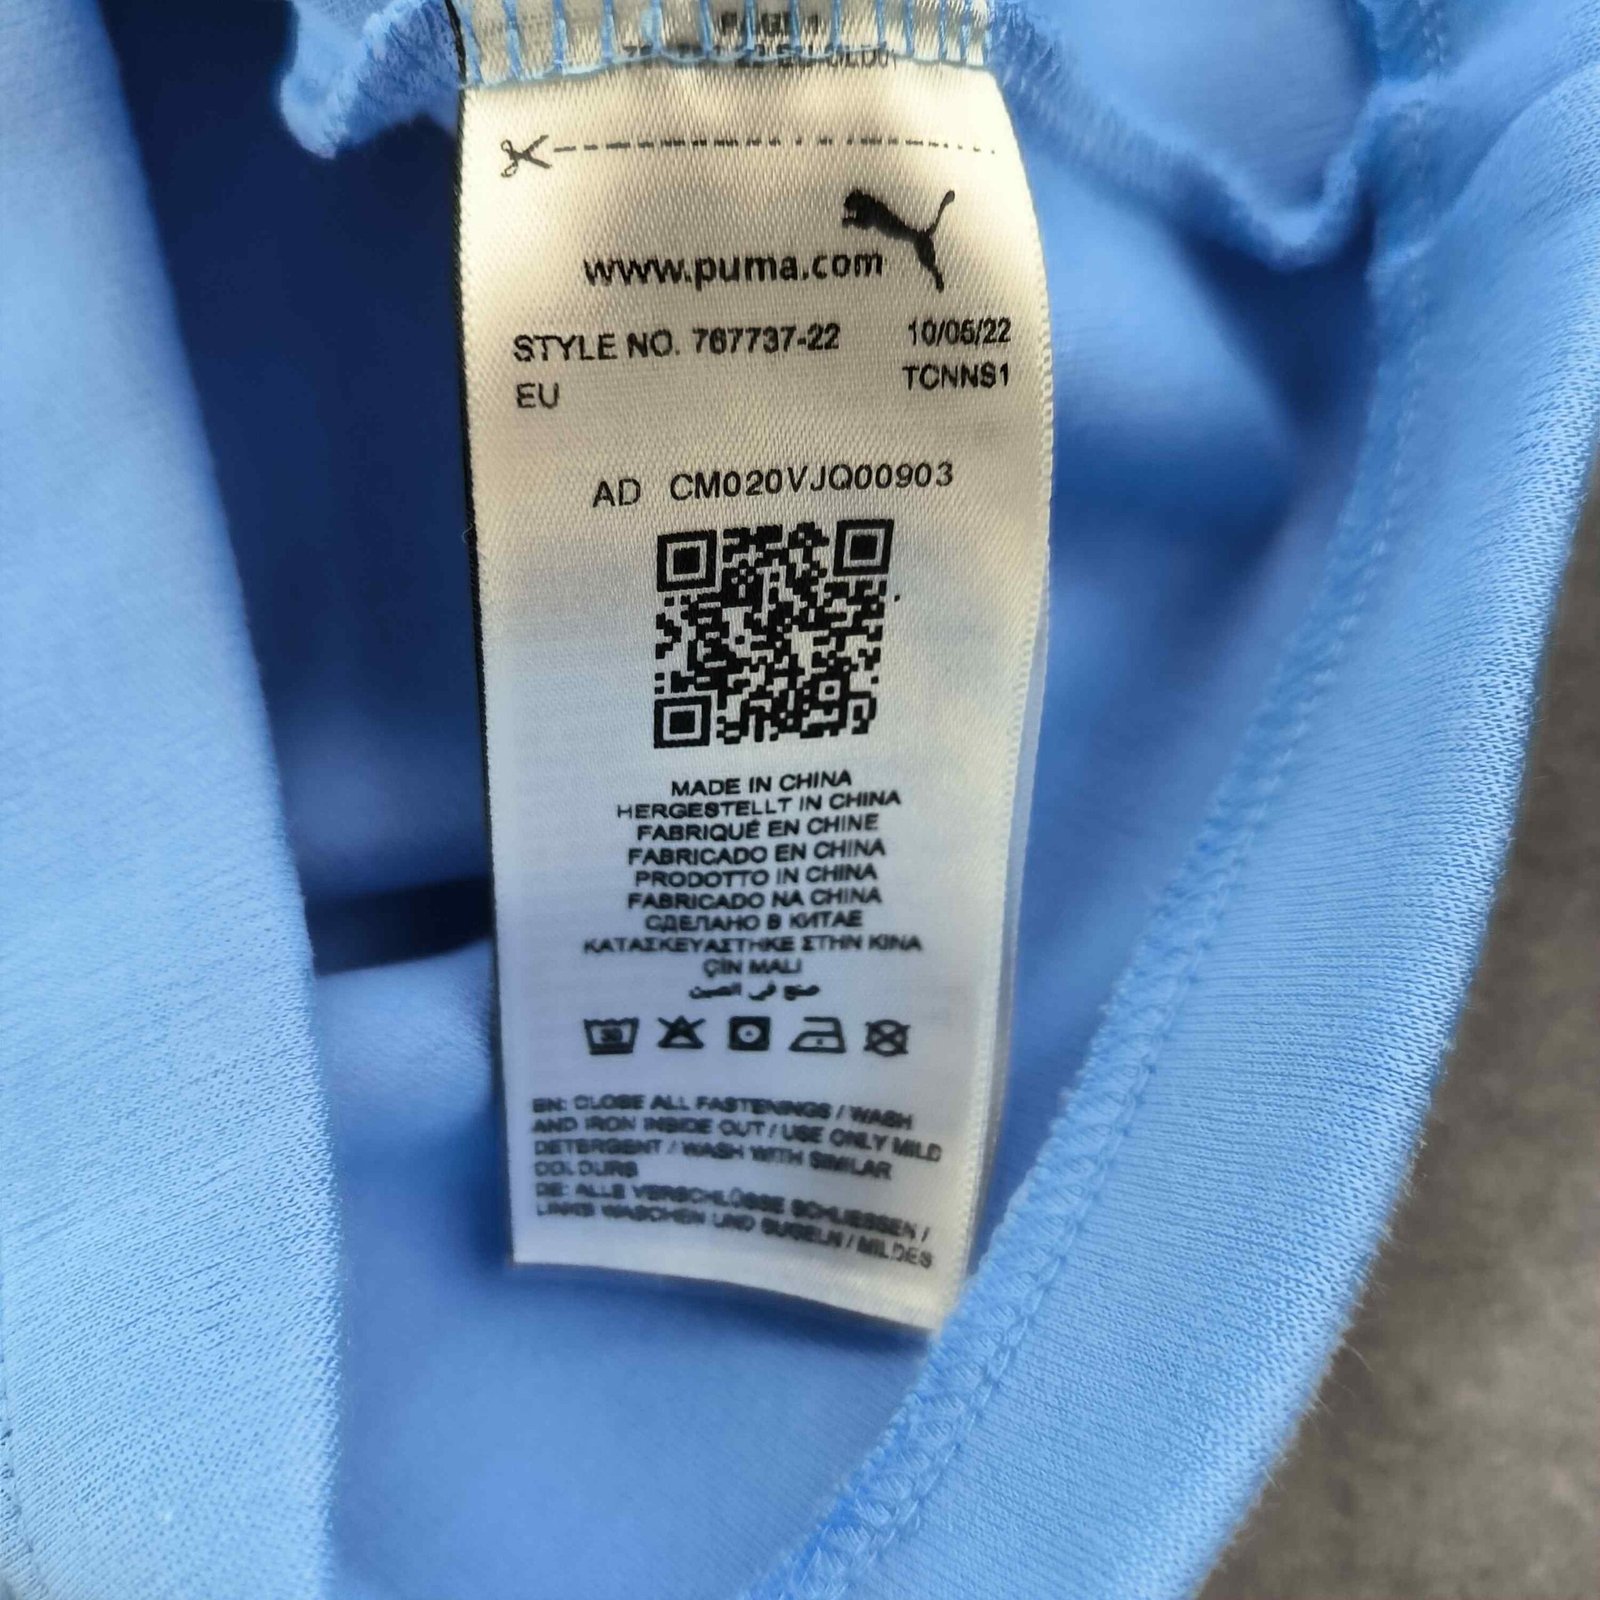 www.puma.com
STYLE NO. 767737-22 10/05/22
EU TCNNS1
AD CM020VJQ00903
MADE IN CHINA
HERGESTELLT IN CHINA
FABRIQUÉ EN CHINE
FABRICADO EN CHINA
PRODOTTO IN CHINA
FABRICADO NA CHINA
СДЕЛАНО В КИТАЕ
ΚΑΤΑΣΚΕΥΑΣΤΗΚΕ ΣΤΗΝ ΚΙΝΑ
ÇİN MALI
صنع في الصين
30
EN: CLOSE ALL FASTENINGS / WASH
AND IRON INSIDE OUT / USE ONLY MILD
DETERGENT / WASH WITH SIMILAR
COLOURS
DE: ALLE VERSCHLÜSSE SCHLIESSEN /
LINKS WASCHEN UND BÜGELN / MILDES